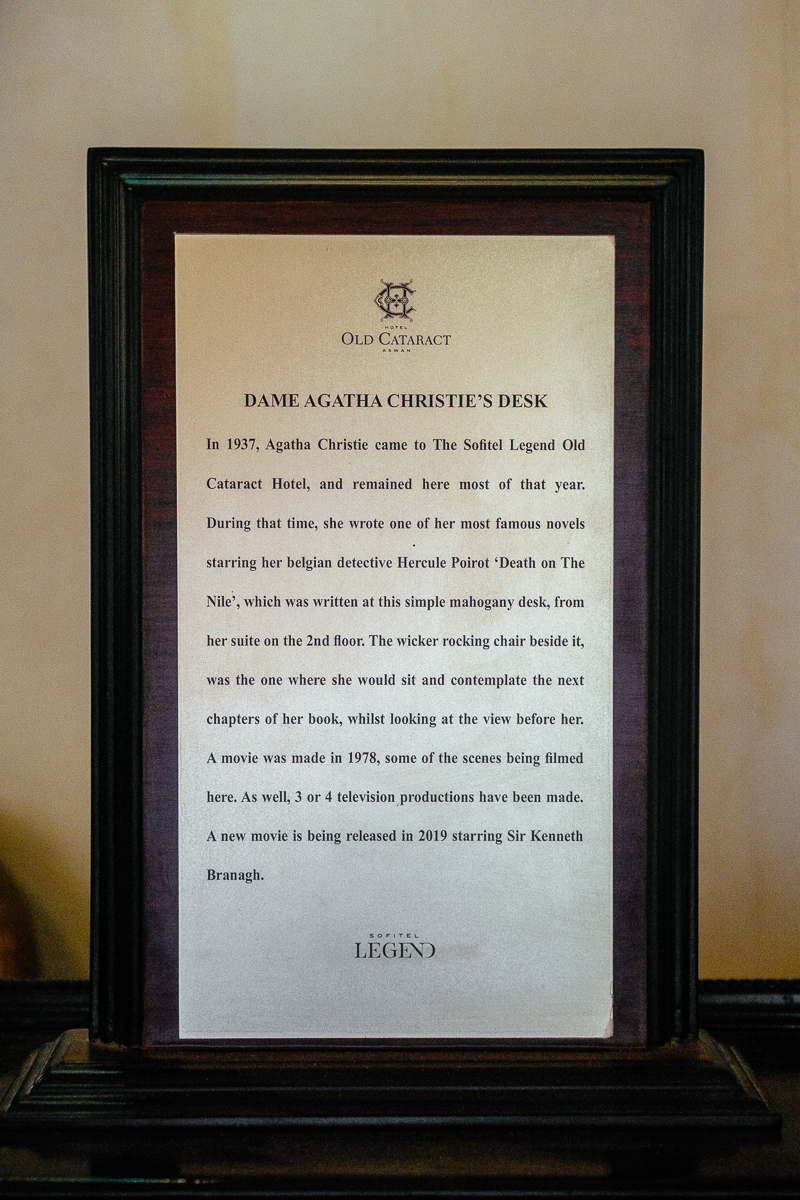 HOTEL
OLD CATARACT
ASWAN
DAME AGATHA CHRISTIE'S DESK
In 1937, Agatha Christie came to The Sofitel Legend Old
Cataract Hotel, and remained here most of that year.
During that time, she wrote one of her most famous novels
starring her belgian detective Hercule Poirot ‘Death on The
Nile’, which was written at this simple mahogany desk, from
her suite on the 2nd floor. The wicker rocking chair beside it,
was the one where she would sit and contemplate the next
chapters of her book, whilst looking at the view before her.
A movie was made in 1978, some of the scenes being filmed
here. As well, 3 or 4 television productions have been made.
A new movie is being released in 2019 starring Sir Kenneth
Branagh.
SOFITEL
LEGEND